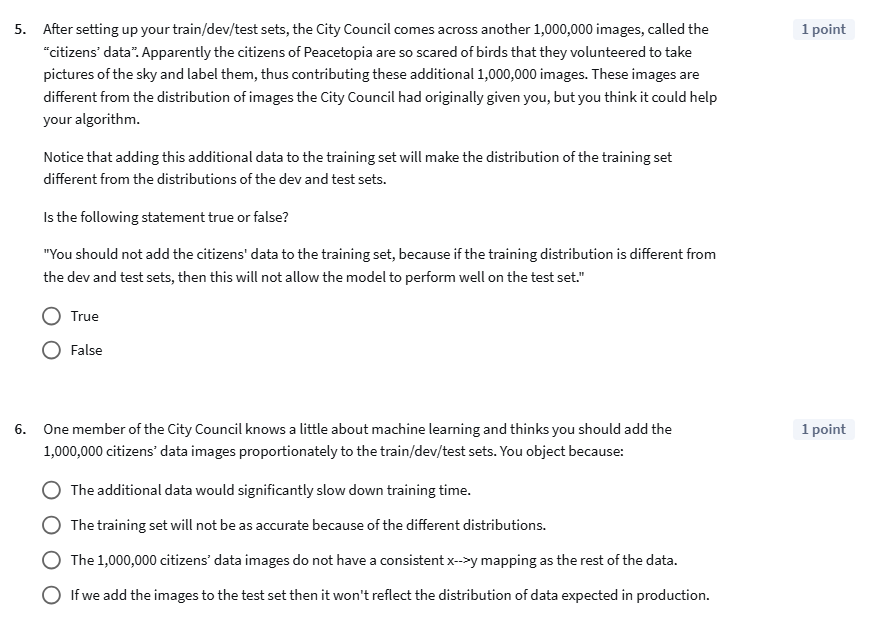 5. After setting up your train/dev/test sets, the City Council comes across another 1,000,000 images, called the
1 point
“citizens’ data”. Apparently the citizens of Peacetopia are so scared of birds that they volunteered to take
pictures of the sky and label them, thus contributing these additional 1,000,000 images. These images are
different from the distribution of images the City Council had originally given you, but you think it could help
your algorithm.
Notice that adding this additional data to the training set will make the distribution of the training set
different from the distributions of the dev and test sets.
Is the following statement true or false?
"You should not add the citizens' data to the training set, because if the training distribution is different from
the dev and test sets, then this will not allow the model to perform well on the test set."
True
False
6. One member of the City Council knows a little about machine learning and thinks you should add the
1 point
1,000,000 citizens’ data images proportionately to the train/dev/test sets. You object because:
The additional data would significantly slow down training time.
The training set will not be as accurate because of the different distributions.
The 1,000,000 citizens’ data images do not have a consistent x-->y mapping as the rest of the data.
If we add the images to the test set then it won't reflect the distribution of data expected in production.